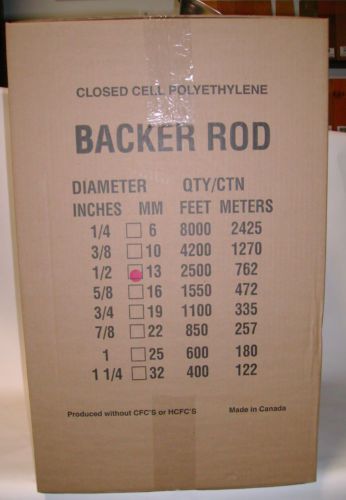 CLOSED CELL POLYETHYLENE
BACKER ROD
DIAMETER QTY/CTN
INCHES MM FEET METERS
1/4 6 8000 2425
3/8 10 4200 1270
1/2 13 2500 762
5/8 16 1550 472
3/4 19 1100 335
7/8 22 850 257
1 25 600 180
1 1/4 32 400 122
Produced without CFC'S or HCFC'S Made in Canada